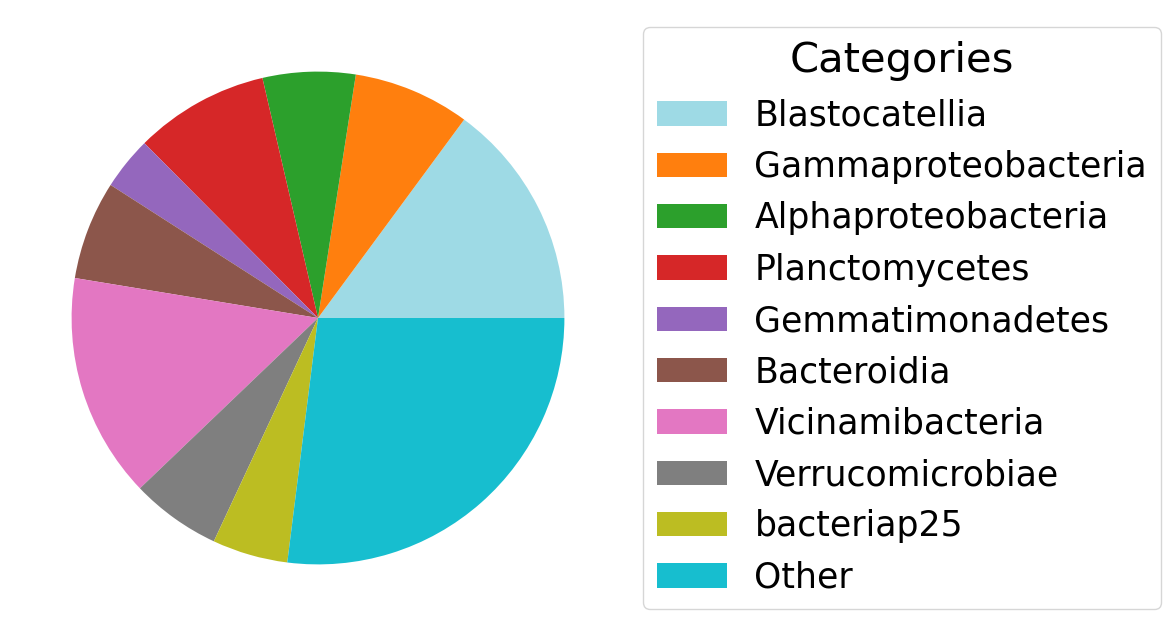 Categories
Blastocatellia
Gammaproteobacteria
Alphaproteobacteria
Planctomycetes
Gemmatimonadetes
Bacteroidia
Vicinamibacteria
Verrucomicrobiae
bacteriap25
Other